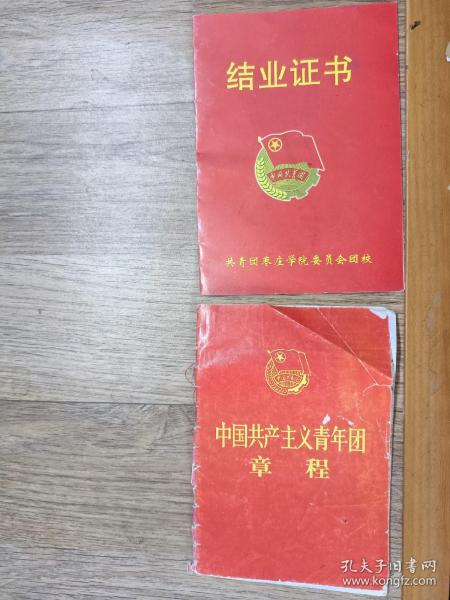 结业证书
中国共青团
共青团枣庄学院委员会团校
中国共产主义青年团
章程
孔夫子旧书网
www.kongfz.com